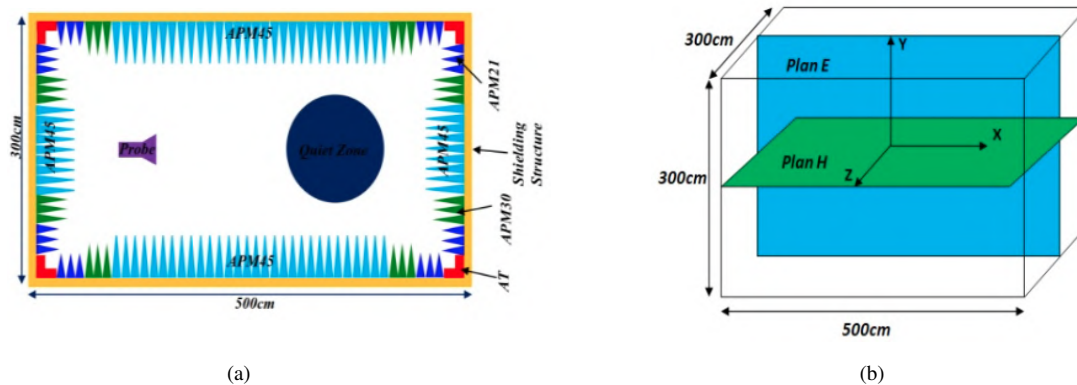 APM45
300cm
APM45
Probe
Quiet Zone
APM45
APM21
Shielding
Structure
APM30
AT
APM45
500cm
(a)
300cm
Y
Plan E
X
Plan H
Z
300cm
500cm
(b)